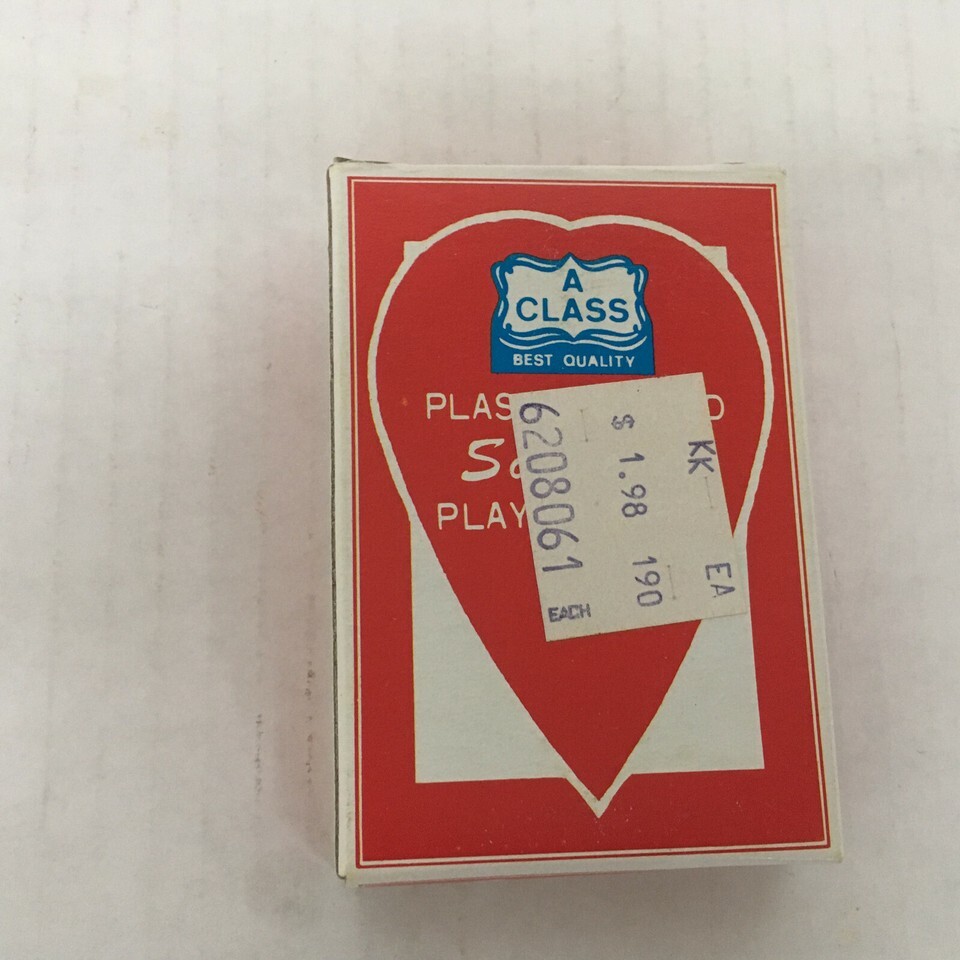 A
CLASS
BEST QUALITY
PLAS
D
PLAY
KK EA
$ 1.98 190
6208061
EACH